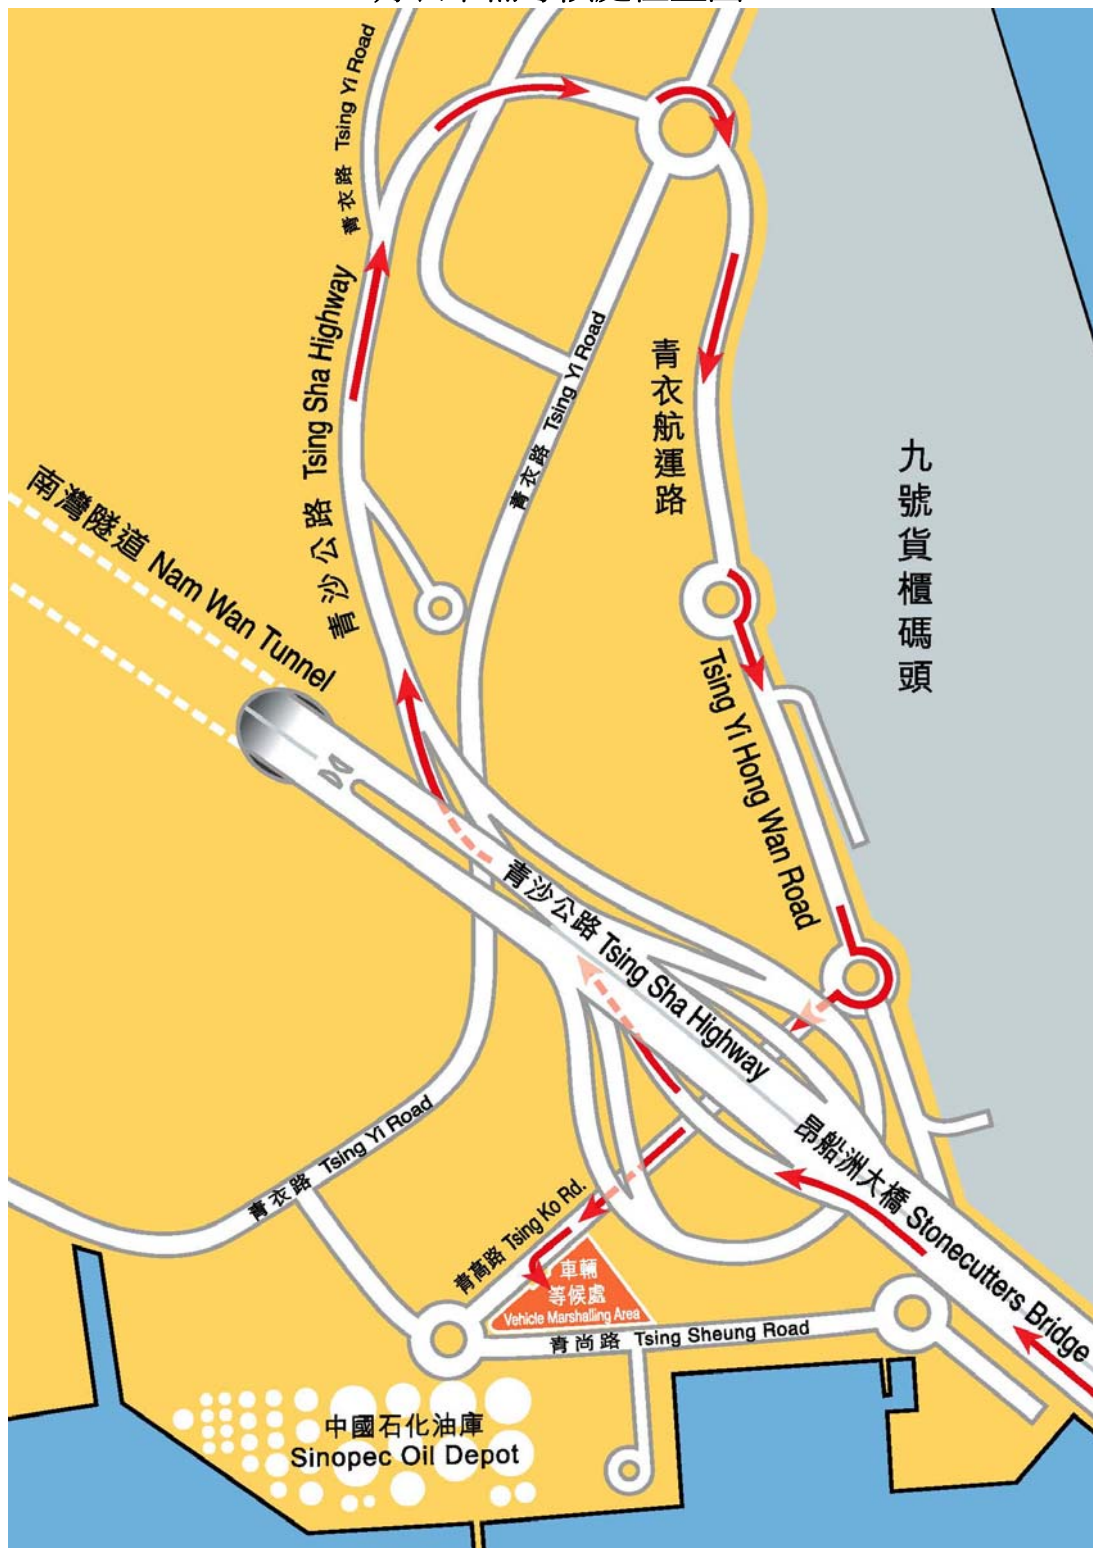 青衣路 Tsing Yi Road
青沙公路 Tsing Sha Highway
青衣路 Tsing Yi Road
青衣航運路
九號貨櫃碼頭
南灣隧道 Nam Wan Tunnel
Tsing Yi Hong Wan Road
青沙公路 Tsing Sha Highway
昂船洲大橋 Stonecutters Bridge
青衣路 Tsing Yi Road
青高路 Tsing Ko Rd.
車輛
等候處
Vehicle Marshalling Area
青尚路 Tsing Sheung Road
中國石化油庫
Sinopec Oil Depot